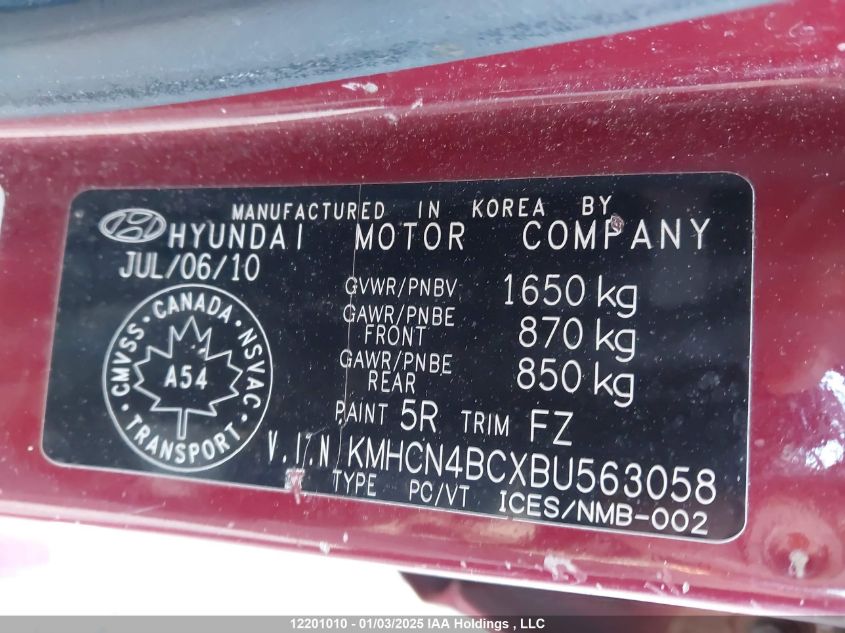 MANUFACTURED IN KOREA BY
HYUNDAI MOTOR COMPANY
JUL/06/10
GVWR/PNBV 1650 kg
GAWR/PNBE FRONT 870 kg
GAWR/PNBE REAR 850 kg
CANADA · NSVAC · TRANSPORT · CMVSS ·
A54
PAINT 5R TRIM FZ
V.I.N KMHCN4BCXBU563058
TYPE PC/VT ICES/NMB-002
12201010 - 01/03/2025 IAA Holdings , LLC